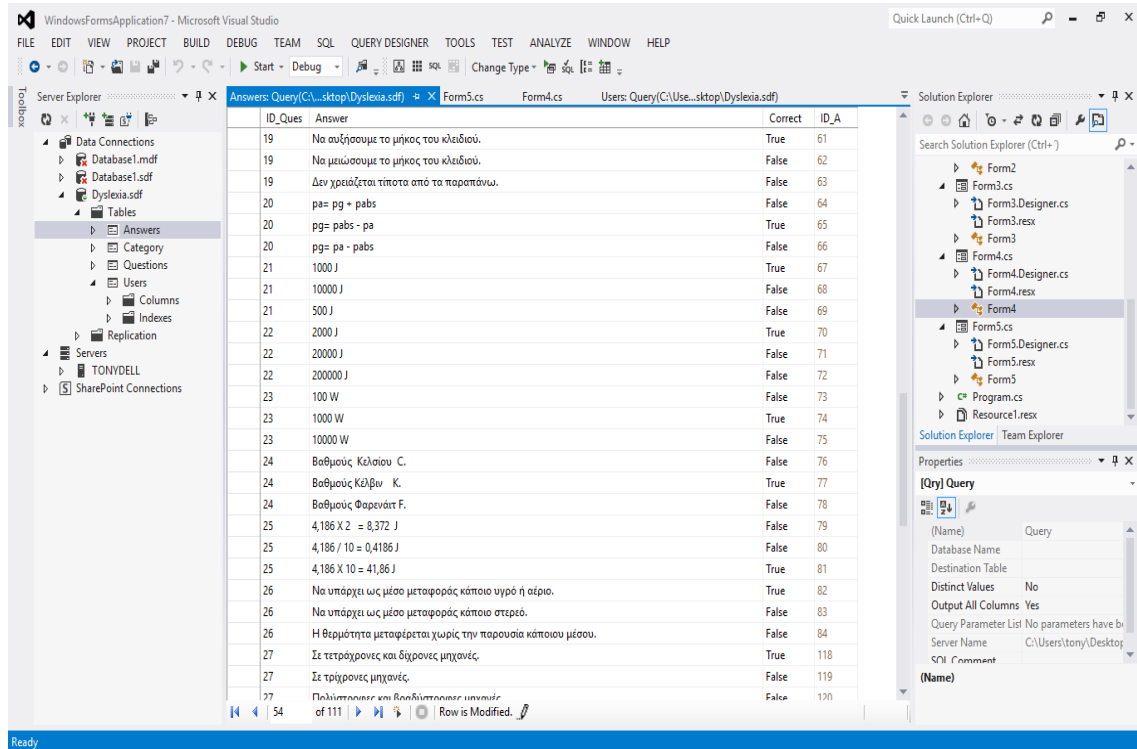 WindowsFormsApplication7 - Microsoft Visual Studio
Quick Launch (Ctrl+Q)
FILE EDIT VIEW PROJECT BUILD DEBUG TEAM SQL QUERY DESIGNER TOOLS TEST ANALYZE WINDOW HELP
Start Debug SQL Change Type
Toolbox
Server Explorer
Data Connections
Database1.mdf
Database1.sdf
Dyslexia.sdf
Tables
Answers
Category
Questions
Users
Columns
Indexes
Replication
Servers
TONYDELL
SharePoint Connections
Answers: Query(C:\...sktop\Dyslexia.sdf) Form5.cs Form4.cs Users: Query(C:\Use...sktop\Dyslexia.sdf)
ID_Ques Answer Correct ID_A
19 Να αυξήσουμε το μήκος του κλειδιού. True 61
19 Να μειώσουμε το μήκος του κλειδιού. False 62
19 Δεν χρειάζεται τίποτα από τα παραπάνω. False 63
20 pa= pg + pabs False 64
20 pg= pabs - pa True 65
20 pg= pa - pabs False 66
21 1000 J True 67
21 10000 J False 68
21 500 J False 69
22 2000 J True 70
22 20000 J False 71
22 200000 J False 72
23 100 W False 73
23 1000 W True 74
23 10000 W False 75
24 Βαθμούς Κελσίου C. False 76
24 Βαθμούς Κέλβιν K. True 77
24 Βαθμούς Φαρενάιτ F. False 78
25 4,186 X 2 = 8,372 J False 79
25 4,186 / 10 = 0,4186 J False 80
25 4,186 X 10 = 41,86 J True 81
26 Να υπάρχει ως μέσο μεταφοράς κάποιο υγρό ή αέριο. True 82
26 Να υπάρχει ως μέσο μεταφοράς κάποιο στερεό. False 83
26 Η θερμότητα μεταφέρεται χωρίς την παρουσία κάποιου μέσου. False 84
27 Σε τετράχρονες και δίχρονες μηχανές. True 118
27 Σε τρίχρονες μηχανές. False 119
27 Πολύστροφες και βραδύστροφες μηχανές False 120
54 of 111 Row is Modified.
Solution Explorer
Search Solution Explorer (Ctrl+¨)
Form2
Form3.cs
Form3.Designer.cs
Form3.resx
Form3
Form4.cs
Form4.Designer.cs
Form4.resx
Form4
Form5.cs
Form5.Designer.cs
Form5.resx
Form5
C# Program.cs
Resource1.resx
Solution Explorer Team Explorer
Properties
[Qry] Query
(Name) Query
Database Name
Destination Table
Distinct Values No
Output All Columns Yes
Query Parameter List No parameters have be
Server Name C:\Users\tony\Desktop
SQL Comment
(Name)
Ready